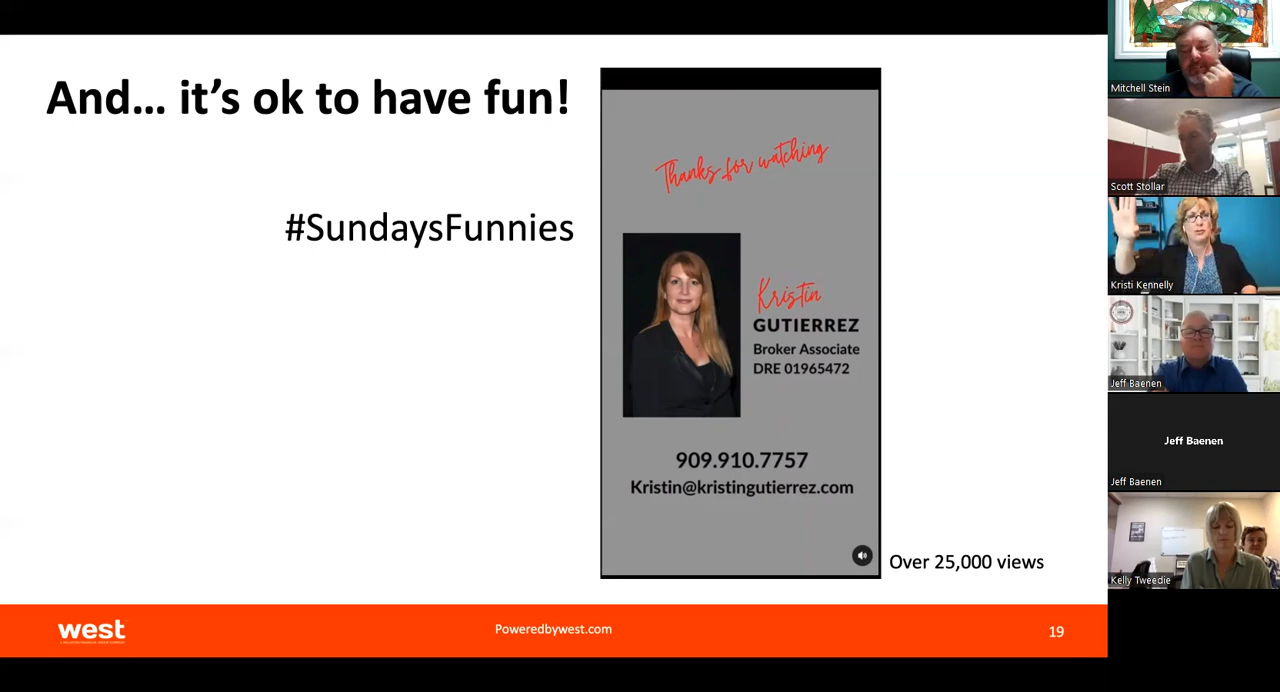 And... it's ok to have fun!
#SundaysFunnies
Thanks for watching
Kristin
GUTIERREZ
Broker Associate
DRE 01965472
909.910.7757
Kristin@kristingutierrez.com
Over 25,000 views
west
Poweredbywest.com
19
Mitchell Stein
Scott Stollar
Kristi Kennelly
Jeff Baenen
Jeff Baenen
Jeff Baenen
Kelly Tweedie